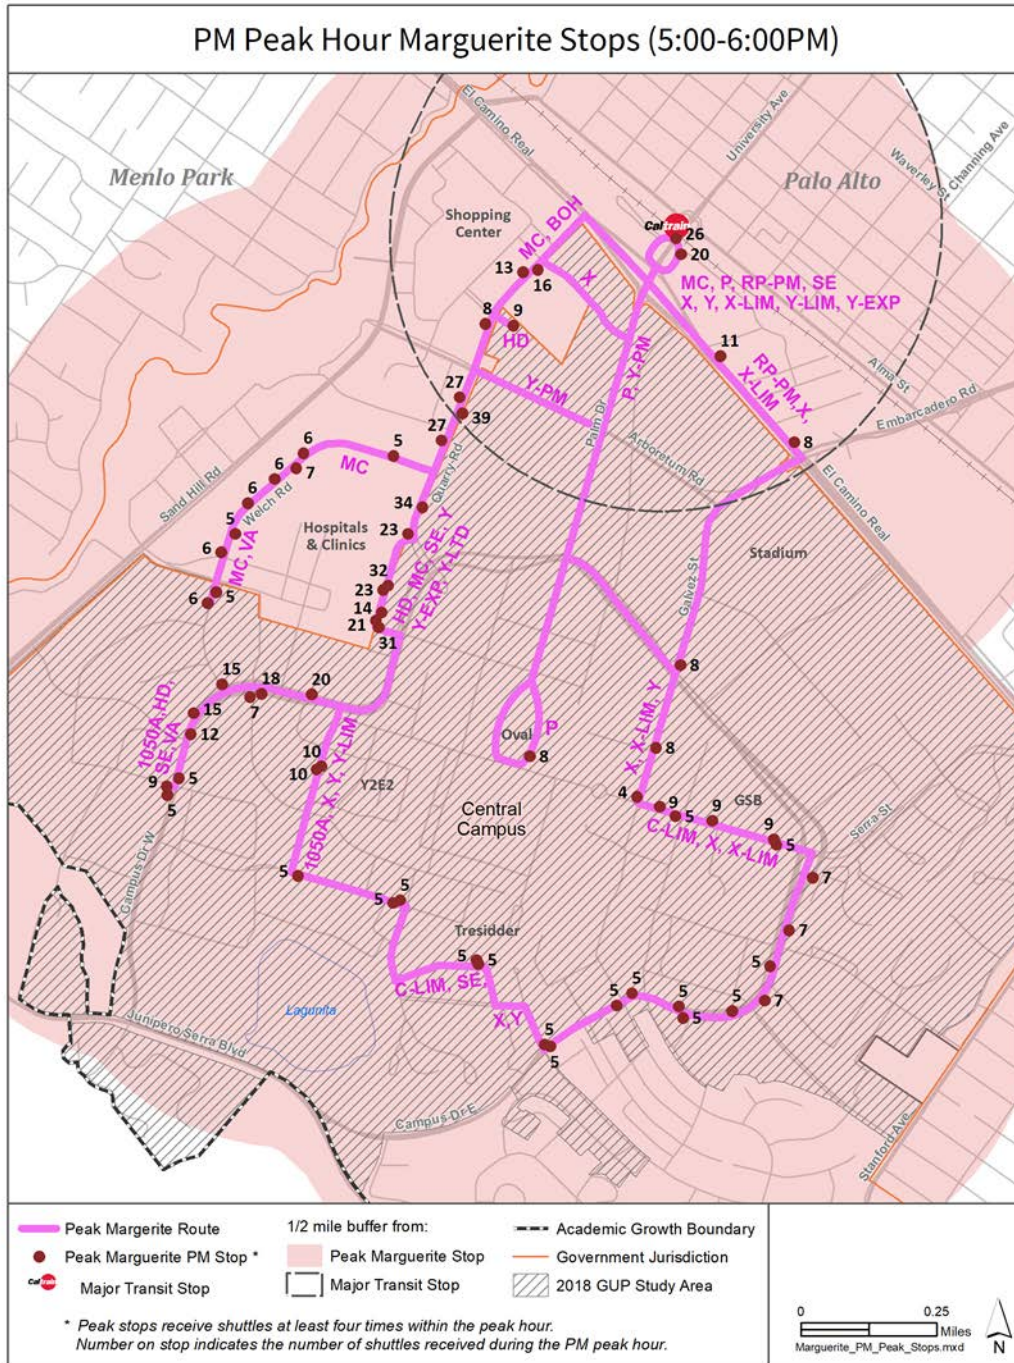 PM Peak Hour Marguerite Stops (5:00-6:00PM)
El Camino Real
University Ave
Waverley St
Channing Ave
Menlo Park
Palo Alto
Shopping
Center
MC, BOH
Caltrain
26
20
13
16
X
MC, P, RP-PM, SE
X, Y, X-LIM, Y-LIM, Y-EXP
8
9
HD
11
P, Y-PM
RP-PM,X,
X-LIM
Alma St
Y-PM
27
39
Palm Dr
Embarcadero Rd
8
27
6
5
7
MC
Quarry Rd
Arboretum Rd
El Camino Real
Sand Hill Rd
6
6
Welch Rd
34
5
Hospitals
& Clinics
23
6
MC, VA
Stadium
32
23
HD, MC, SE, Y
Y-EXP, Y-LTD
Galvez St
5
6
14
21
31
8
15
18
20
7
15
12
1050A,HD,
SE,VA
Oval
P
8
X, X-LIM, Y
8
10
10
5
9
5
Y2E2
1050A, X, Y, Y-LIM
4
9
5
9
GSB
9
5
C-LIM, X, X-LIM
Serra St
Central
Campus
Campus Dr W
5
5
5
7
7
Tresidder
5
5
5
C-LIM, SE,
Lagunita
X,Y
5
5
5
5
7
5
5
Junipero Serra Blvd
Campus Dr E
Stanford Ave
Peak Margerite Route
1/2 mile buffer from:
Academic Growth Boundary
Peak Marguerite PM Stop *
Peak Marguerite Stop
Government Jurisdiction
Caltrain
Major Transit Stop
Major Transit Stop
2018 GUP Study Area
* Peak stops receive shuttles at least four times within the peak hour.
Number on stop indicates the number of shuttles received during the PM peak hour.
0
0.25
Miles
Marguerite_PM_Peak_Stops.mxd
N